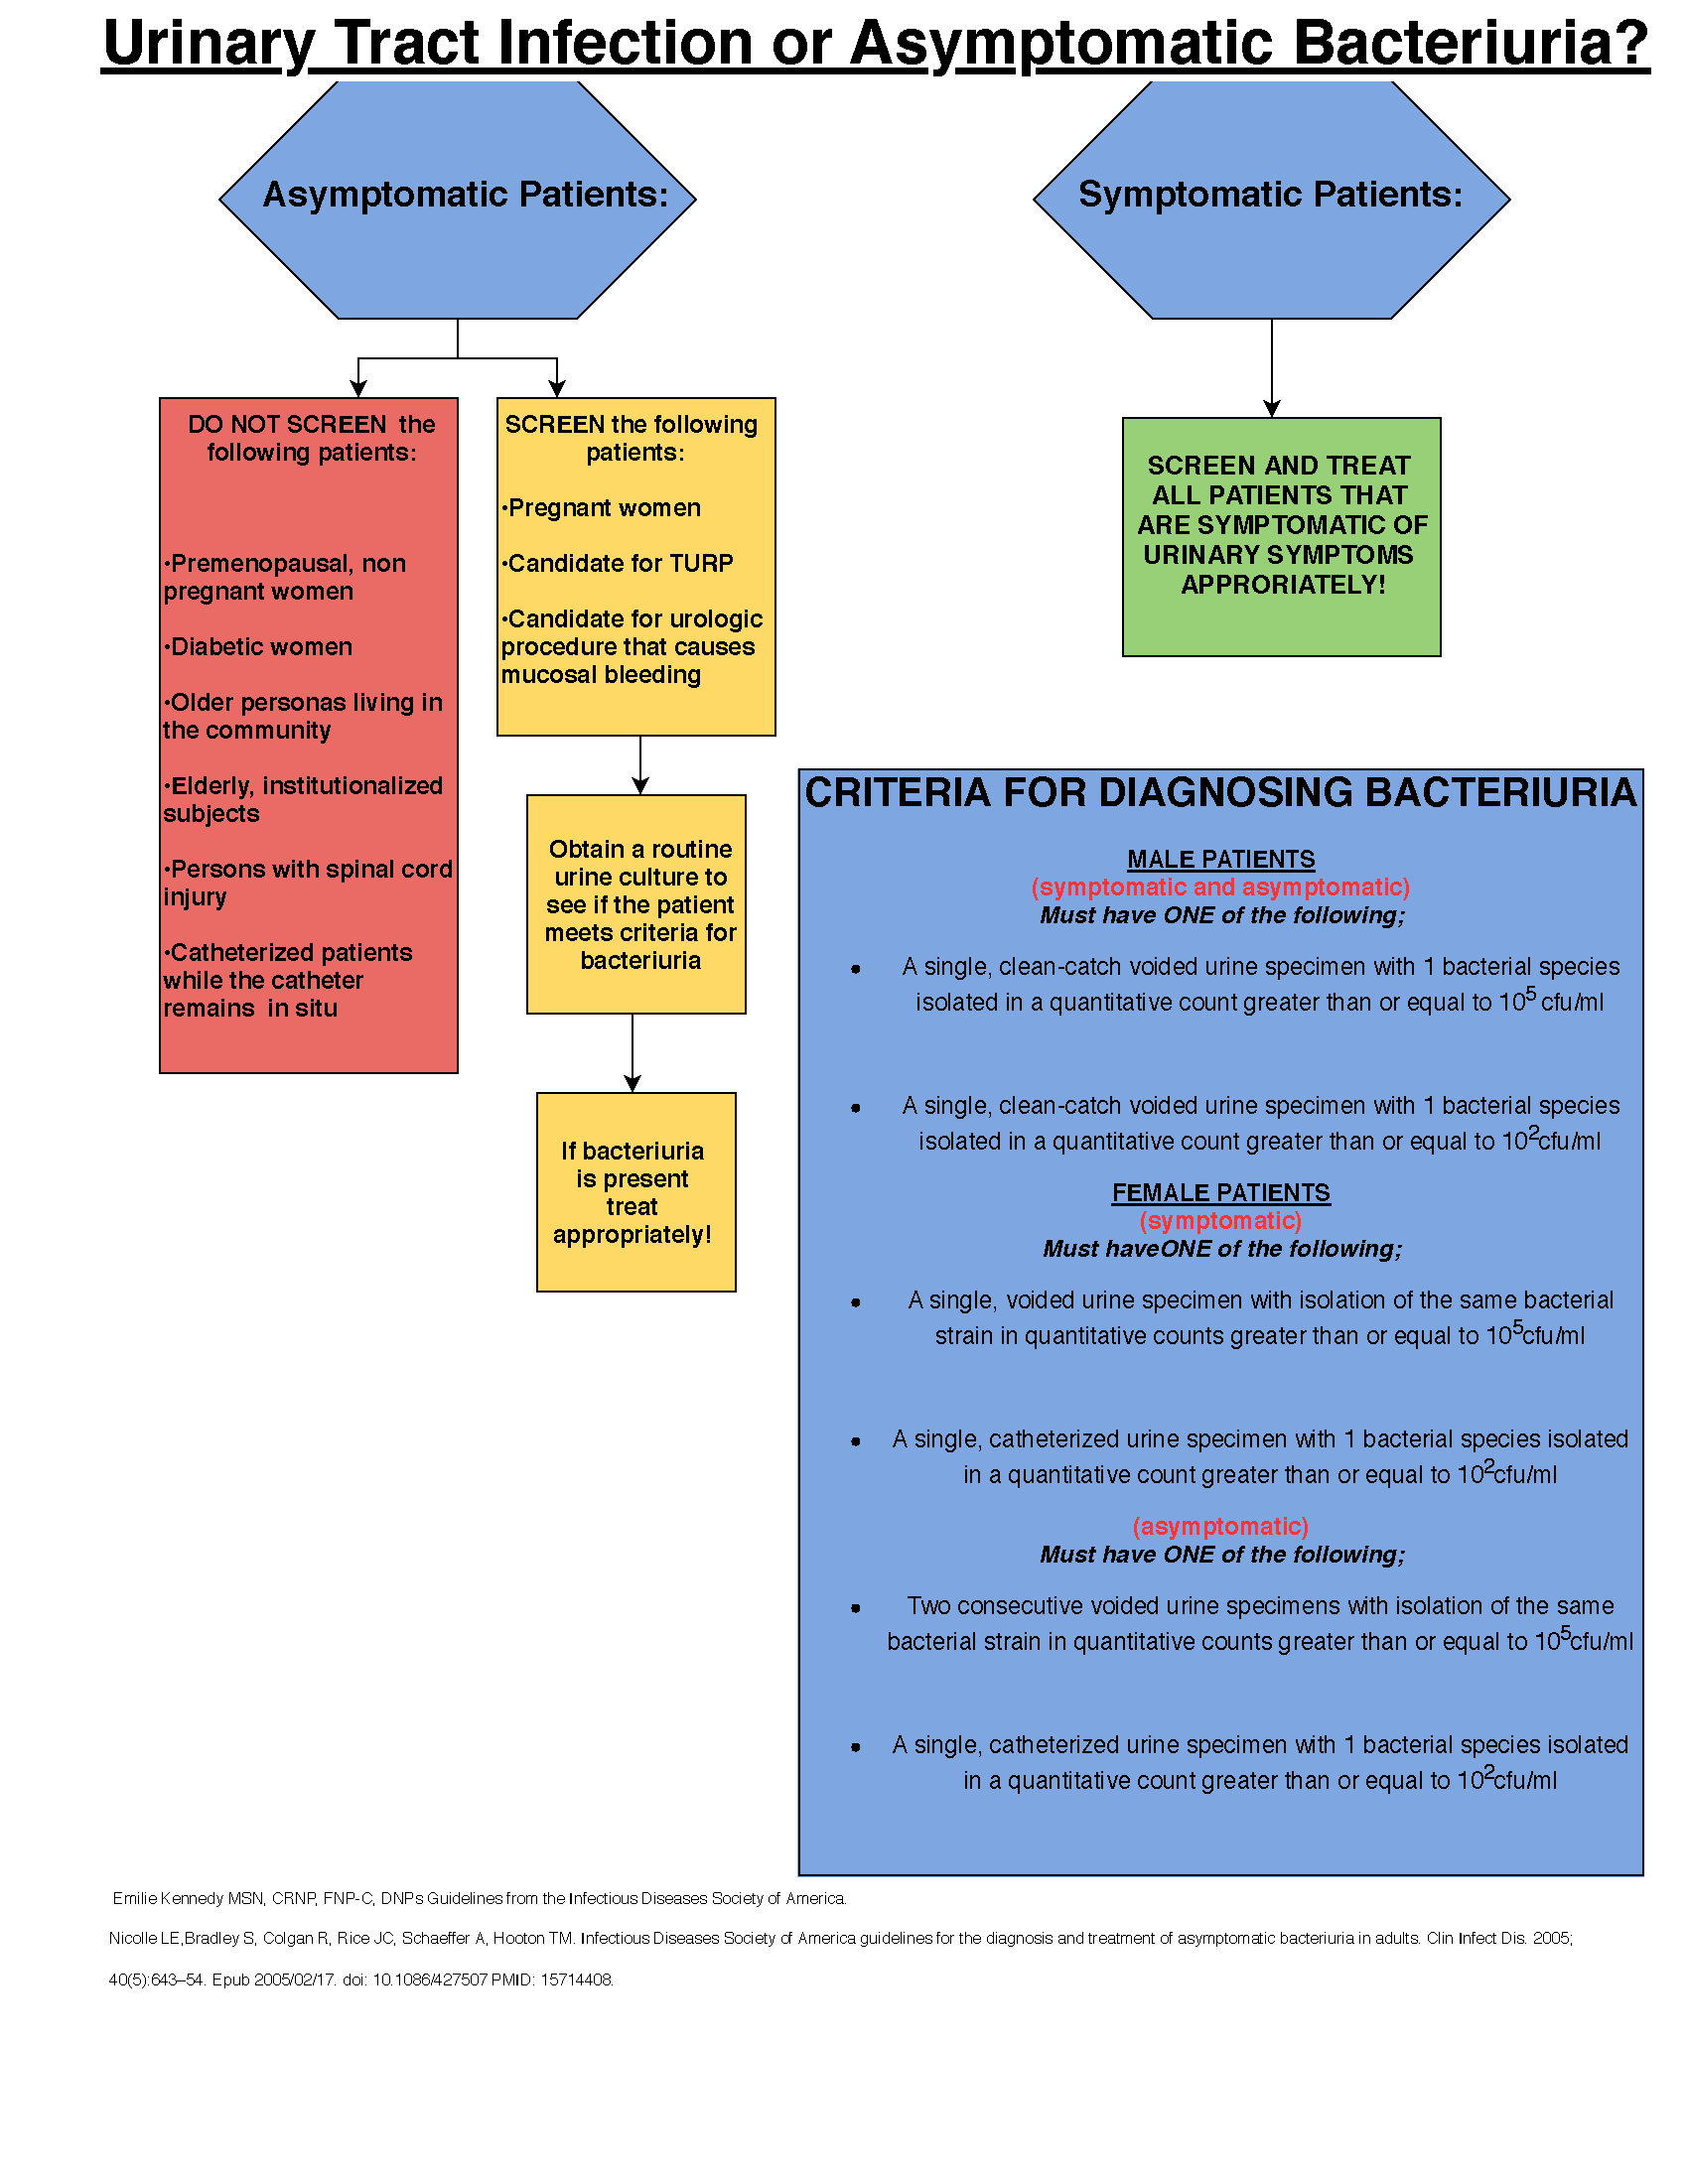 Urinary Tract Infection or Asymptomatic Bacteriuria?
Asymptomatic Patients:
Symptomatic Patients:
DO NOT SCREEN the
following patients:
•Premenopausal, non
pregnant women
•Diabetic women
•Older personas living in
the community
•Elderly, institutionalized
subjects
•Persons with spinal cord
injury
•Catheterized patients
while the catheter
remains in situ
SCREEN the following
patients:
•Pregnant women
•Candidate for TURP
•Candidate for urologic
procedure that causes
mucosal bleeding
Obtain a routine
urine culture to
see if the patient
meets criteria for
bacteriuria
If bacteriuria
is present
treat
appropriately!
SCREEN AND TREAT
ALL PATIENTS THAT
ARE SYMPTOMATIC OF
URINARY SYMPTOMS
APPRORIATELY!
CRITERIA FOR DIAGNOSING BACTERIURIA
MALE PATIENTS
(symptomatic and asymptomatic)
Must have ONE of the following;
• A single, clean-catch voided urine specimen with 1 bacterial species
isolated in a quantitative count greater than or equal to 10⁵ cfu/ml
• A single, clean-catch voided urine specimen with 1 bacterial species
isolated in a quantitative count greater than or equal to 10²cfu/ml
FEMALE PATIENTS
(symptomatic)
Must haveONE of the following;
• A single, voided urine specimen with isolation of the same bacterial
strain in quantitative counts greater than or equal to 10⁵cfu/ml
• A single, catheterized urine specimen with 1 bacterial species isolated
in a quantitative count greater than or equal to 10²cfu/ml
(asymptomatic)
Must have ONE of the following;
• Two consecutive voided urine specimens with isolation of the same
bacterial strain in quantitative counts greater than or equal to 10⁵cfu/ml
• A single, catheterized urine specimen with 1 bacterial species isolated
in a quantitative count greater than or equal to 10²cfu/ml
Emilie Kennedy MSN, CRNP, FNP-C, DNPs Guidelines from the Infectious Diseases Society of America.
Nicolle LE,Bradley S, Colgan R, Rice JC, Schaeffer A, Hooton TM. Infectious Diseases Society of America guidelines for the diagnosis and treatment of asymptomatic bacteriuria in adults. Clin Infect Dis. 2005;
40(5):643–54. Epub 2005/02/17. doi: 10.1086/427507 PMID: 15714408.